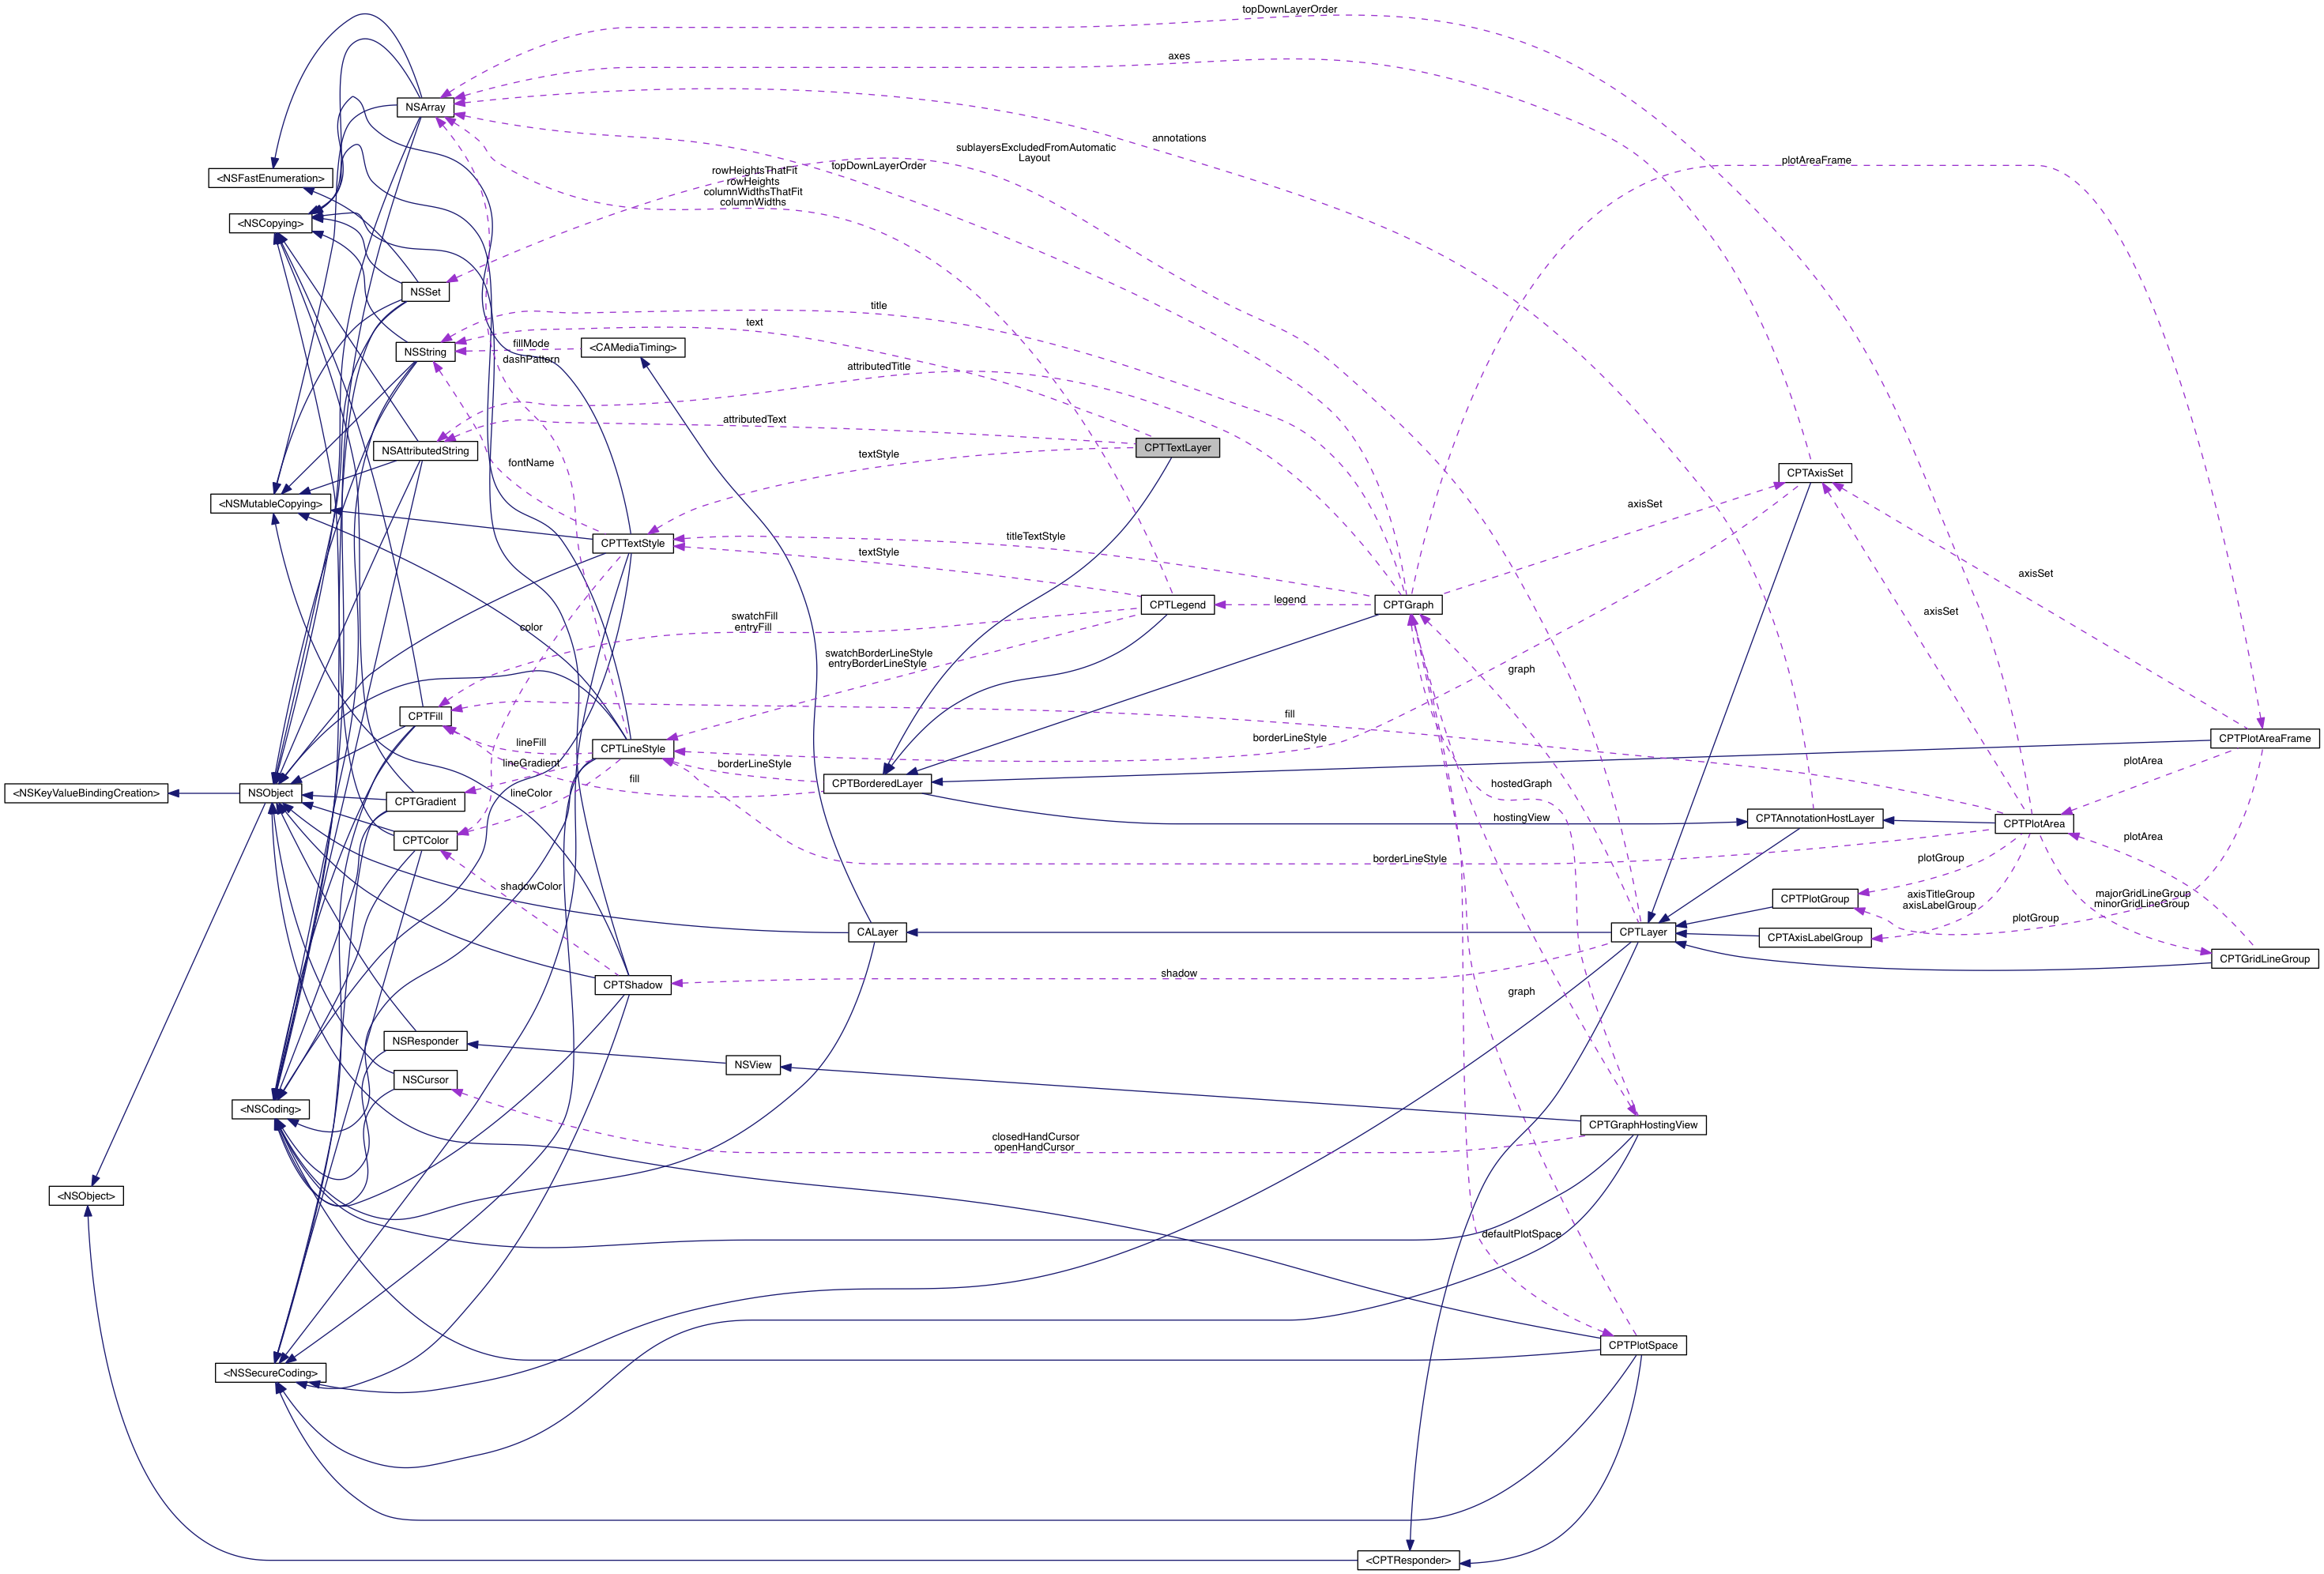 topDownLayerOrder
axes
NSArray
annotations
sublayersExcludedFromAutomatic
Layout
topDownLayerOrder
plotAreaFrame
rowHeightsThatFit
rowHeights
columnWidthsThatFit
columnWidths
<NSFastEnumeration>
<NSCopying>
NSSet
title
text
NSString
fillMode
<CAMediaTiming>
dashPattern
attributedTitle
attributedText
CPTTextLayer
NSAttributedString
textStyle
fontName
CPTAxisSet
<NSMutableCopying>
axisSet
CPTTextStyle
titleTextStyle
textStyle
axisSet
CPTLegend
legend
CPTGraph
axisSet
swatchFill
entryFill
color
swatchBorderLineStyle
entryBorderLineStyle
graph
CPTFill
fill
lineFill
CPTLineStyle
borderLineStyle
CPTPlotAreaFrame
lineGradient
borderLineStyle
plotArea
fill
CPTBorderedLayer
hostedGraph
<NSKeyValueBindingCreation>
NSObject
CPTGradient
lineColor
hostingView
CPTAnnotationHostLayer
CPTPlotArea
CPTColor
plotArea
borderLineStyle
plotGroup
shadowColor
CPTPlotGroup
axisTitleGroup
axisLabelGroup
majorGridLineGroup
minorGridLineGroup
plotGroup
CALayer
CPTLayer
CPTAxisLabelGroup
CPTGridLineGroup
shadow
CPTShadow
graph
NSResponder
NSView
NSCursor
<NSCoding>
CPTGraphHostingView
closedHandCursor
openHandCursor
<NSObject>
defaultPlotSpace
CPTPlotSpace
<NSSecureCoding>
<CPTResponder>